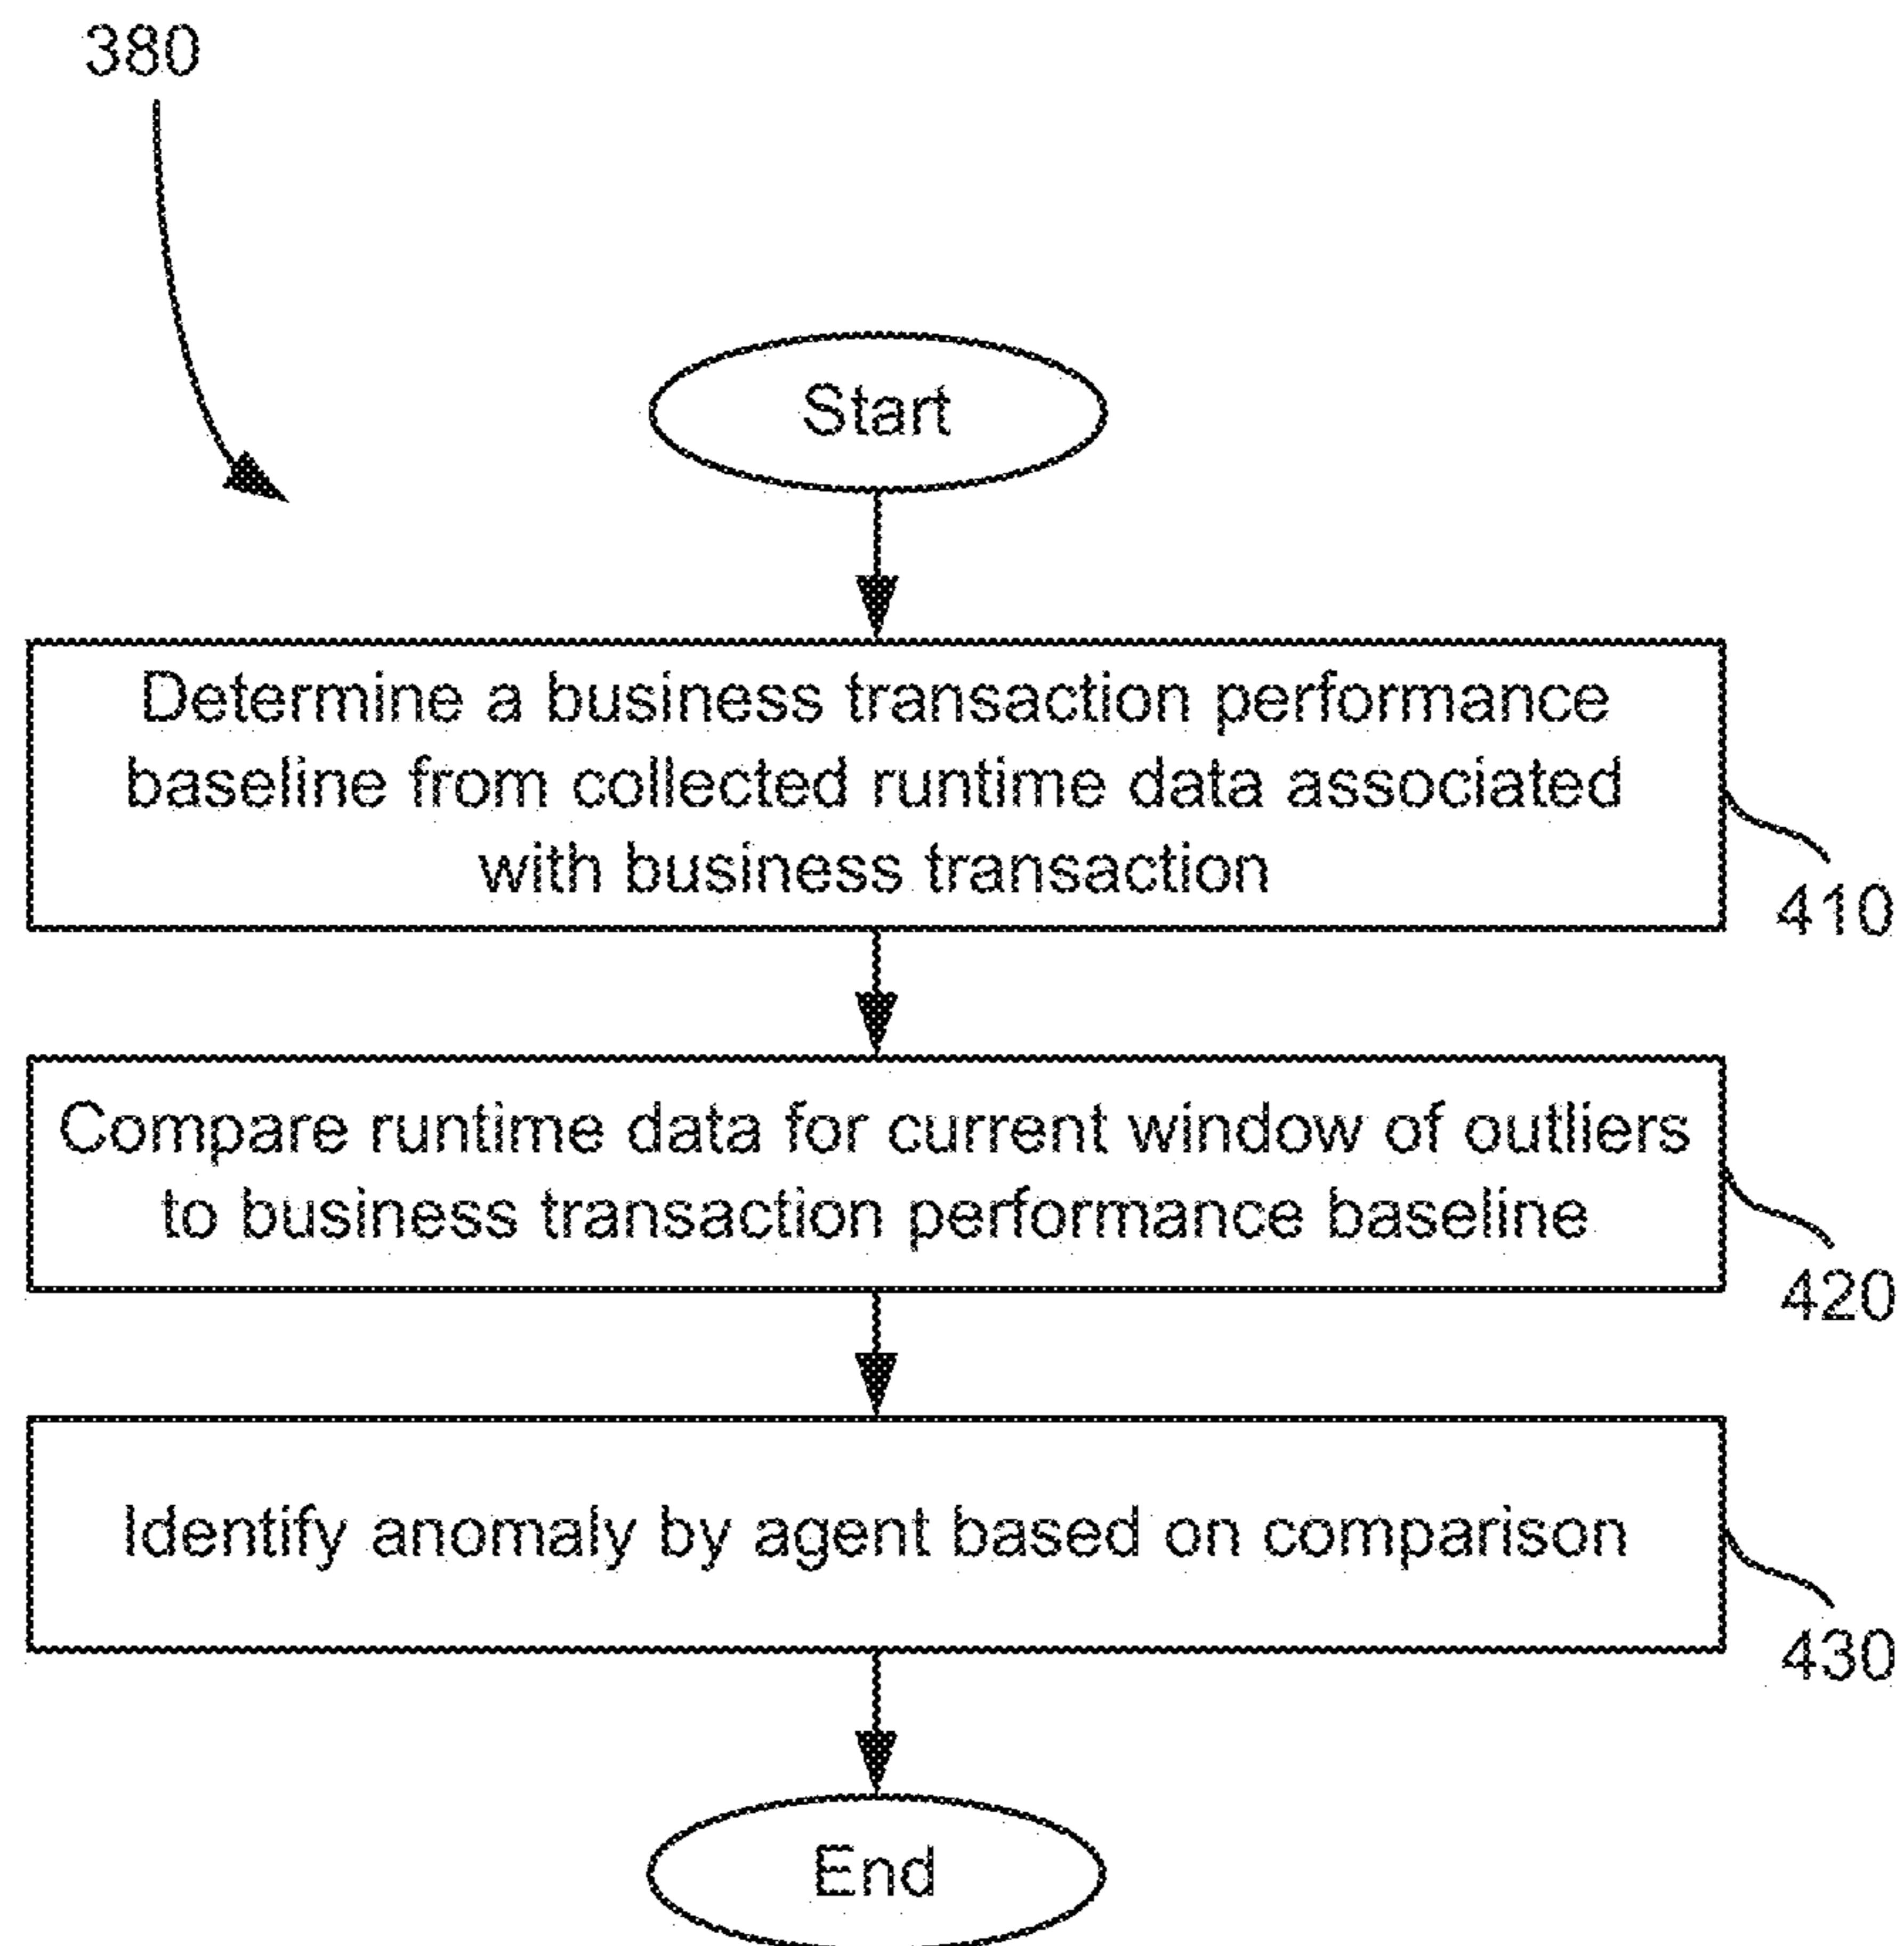 380
Start
Determine a business transaction performance
baseline from collected runtime data associated
with business transaction
410
Compare runtime data for current window of outliers
to business transaction performance baseline
420
Identify anomaly by agent based on comparison
430
End